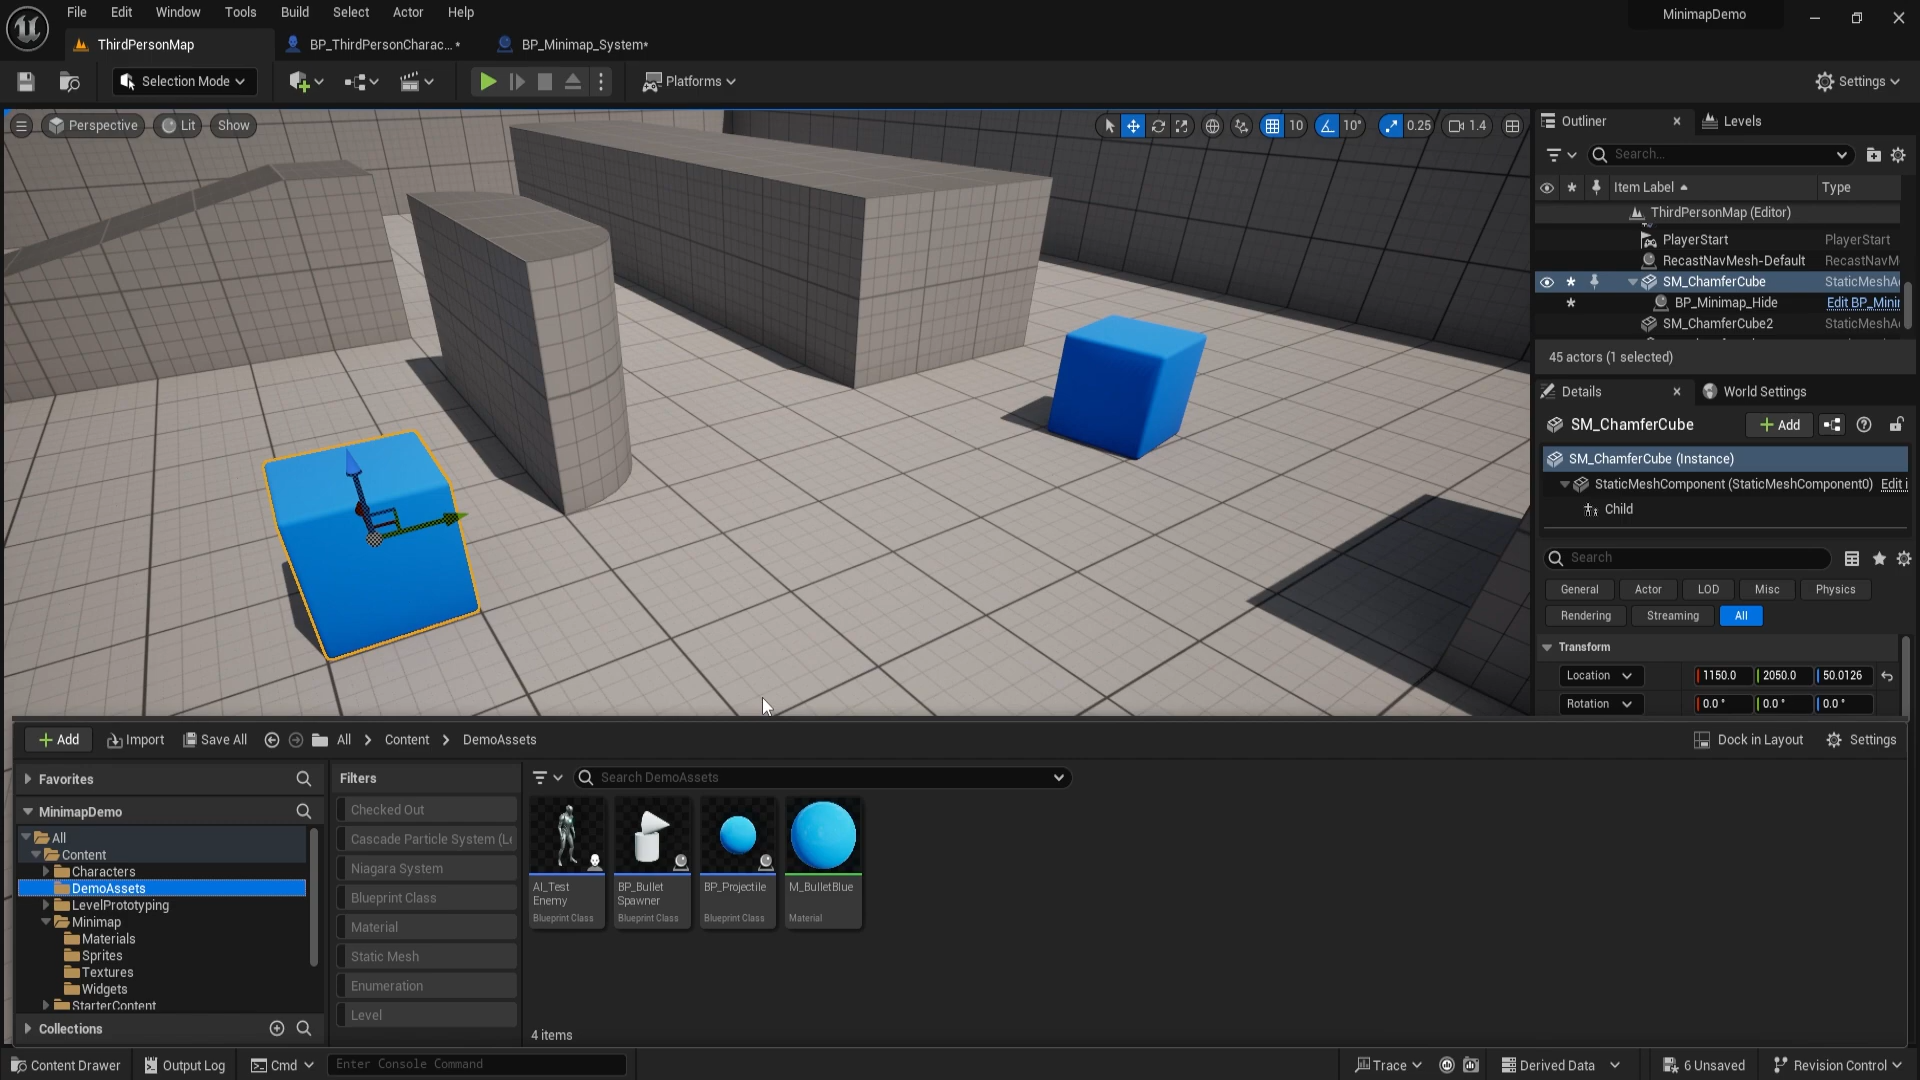 File Edit Window Tools Build Select Actor Help
MinimapDemo
ThirdPersonMap
BP_ThirdPersonCharac...*
BP_Minimap_System*
Selection Mode
Platforms
Settings
Perspective Lit Show
10 10° 0.25 1.4
Outliner
Levels
Search...
Item Label Type
ThirdPersonMap (Editor)
PlayerStart PlayerStart
RecastNavMesh-Default RecastNavM
SM_ChamferCube StaticMeshA
BP_Minimap_Hide Edit BP_Mini
SM_ChamferCube2 StaticMeshA
45 actors (1 selected)
Details
World Settings
SM_ChamferCube
Add
SM_ChamferCube (Instance)
StaticMeshComponent (StaticMeshComponent0) Edit i
Child
Search
General Actor LOD Misc Physics
Rendering Streaming All
Transform
Location 1150.0 2050.0 50.0126
Rotation 0.0° 0.0° 0.0°
Add Import Save All All Content DemoAssets
Dock in Layout Settings
Favorites
MinimapDemo
All
Content
Characters
DemoAssets
LevelPrototyping
Minimap
Materials
Sprites
Textures
Widgets
StarterContent
Collections
Filters
Checked Out
Cascade Particle System (Le
Niagara System
Blueprint Class
Material
Static Mesh
Enumeration
Level
Search DemoAssets
AI_Test
Enemy
Blueprint Class
BP_Bullet
Spawner
Blueprint Class
BP_Projectile
Blueprint Class
M_BulletBlue
Material
4 items
Content Drawer Output Log Cmd Enter Console Command
Trace Derived Data 6 Unsaved Revision Control